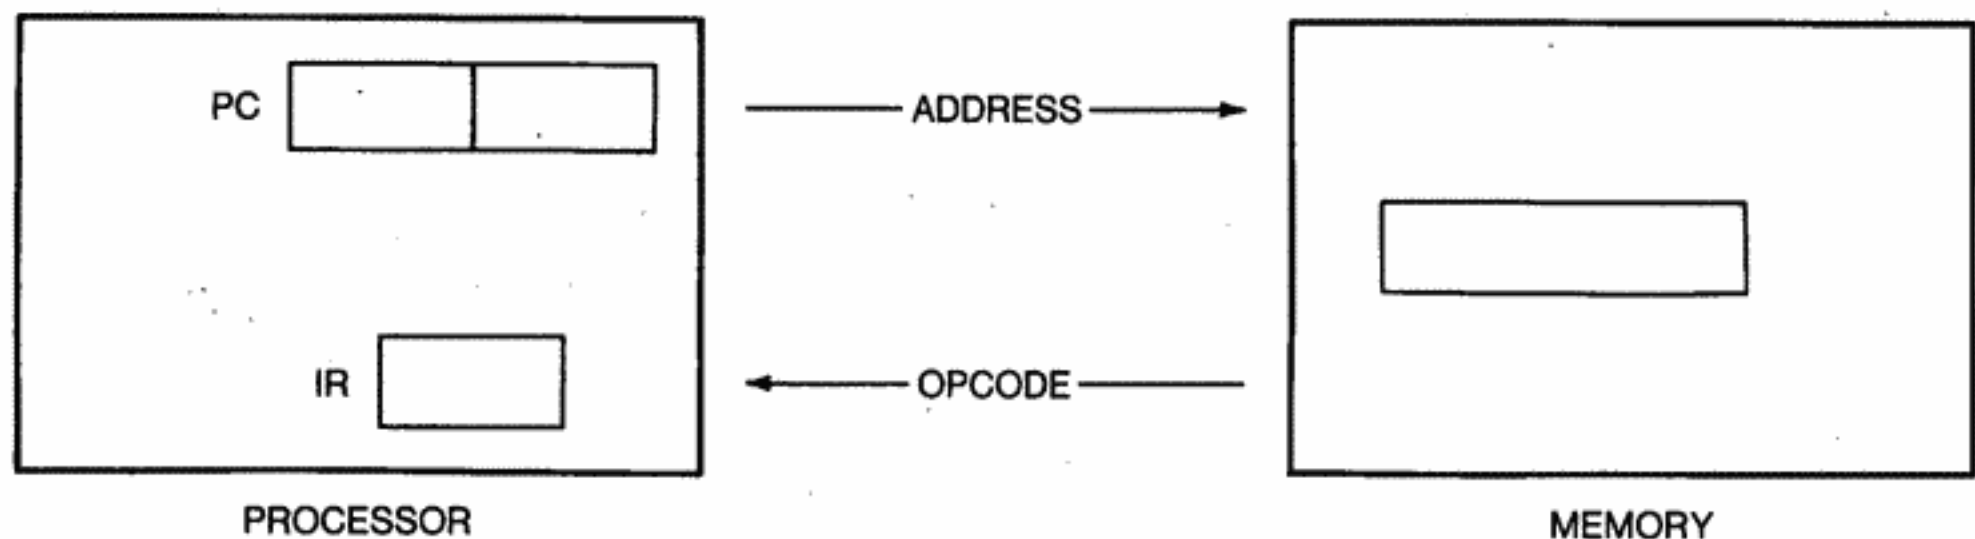 PC
ADDRESS
IR
OPCODE
PROCESSOR
MEMORY